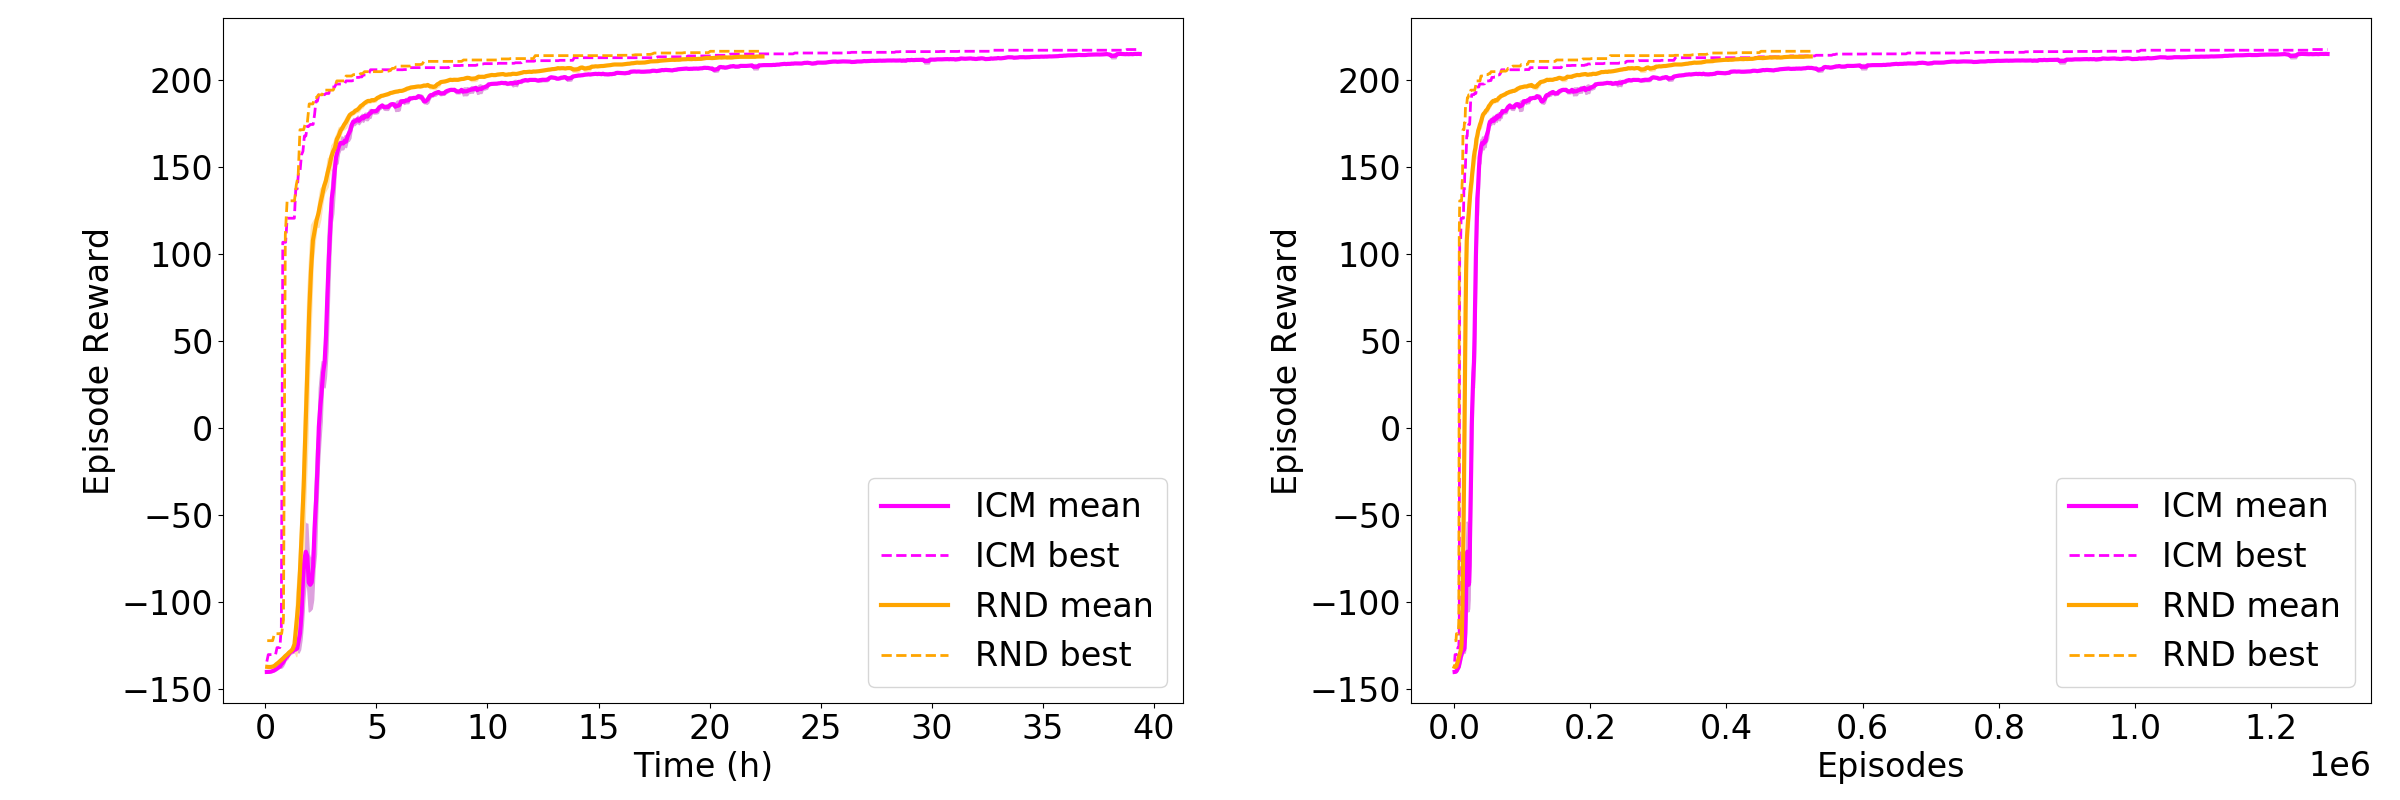 Episode Reward
200
150
100
50
0
−50
−100
−150
0 5 10 15 20 25 30 35 40
Time (h)
ICM mean
ICM best
RND mean
RND best
Episode Reward
200
150
100
50
0
−50
−100
−150
0.0 0.2 0.4 0.6 0.8 1.0 1.2
Episodes
1e6
ICM mean
ICM best
RND mean
RND best